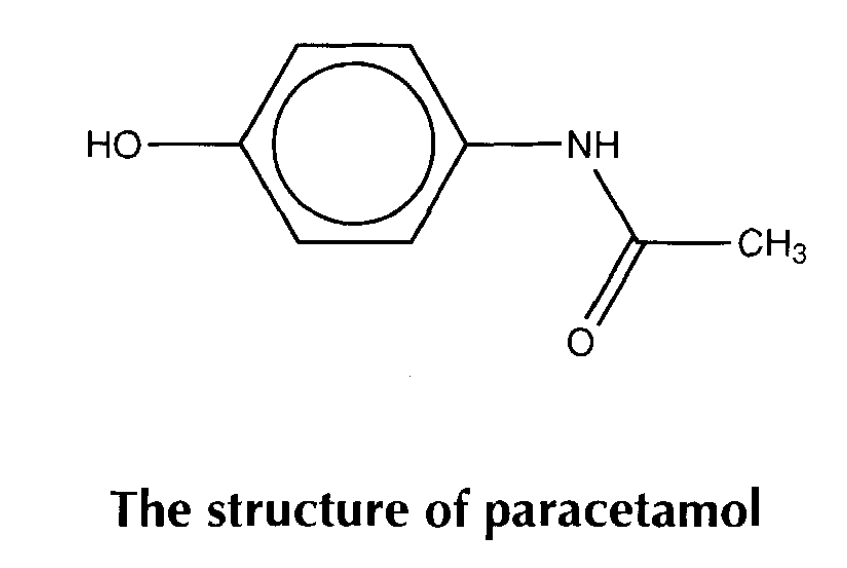 HO
NH
CH₃
O
The structure of paracetamol